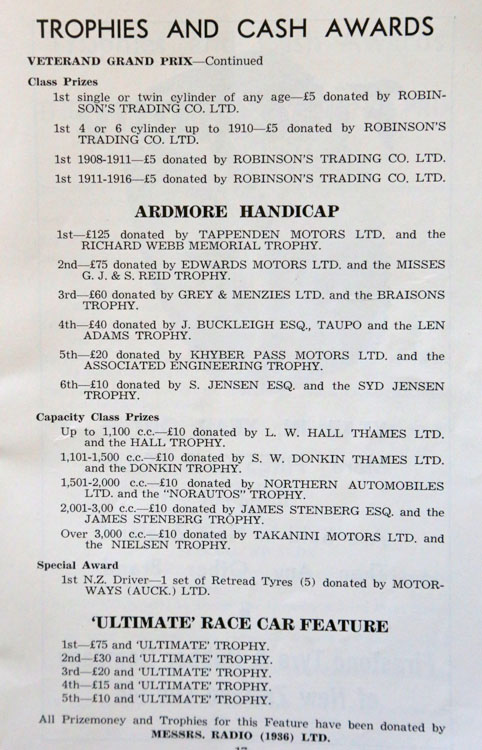 TROPHIES AND CASH AWARDS
VETERAND GRAND PRIX—Continued
Class Prizes
1st single or twin cylinder of any age—£5 donated by ROBIN-
SON'S TRADING CO. LTD.
1st 4 or 6 cylinder up to 1910—£5 donated by ROBINSON'S
TRADING CO. LTD.
1st 1908-1911—£5 donated by ROBINSON'S TRADING CO. LTD.
1st 1911-1916—£5 donated by ROBINSON'S TRADING CO. LTD.
ARDMORE HANDICAP
1st—£125 donated by TAPPENDEN MOTORS LTD. and the
RICHARD WEBB MEMORIAL TROPHY.
2nd—£75 donated by EDWARDS MOTORS LTD. and the MISSES
G. J. & S. REID TROPHY.
3rd—£60 donated by GREY & MENZIES LTD. and the BRAISONS
TROPHY.
4th—£40 donated by J. BUCKLEIGH ESQ., TAUPO and the LEN
ADAMS TROPHY.
5th—£20 donated by KHYBER PASS MOTORS LTD. and the
ASSOCIATED ENGINEERING TROPHY.
6th—£10 donated by S. JENSEN ESQ. and the SYD JENSEN
TROPHY.
Capacity Class Prizes
Up to 1,100 c.c.—£10 donated by L. W. HALL THAMES LTD.
and the HALL TROPHY.
1,101-1,500 c.c.—£10 donated by S. W. DONKIN THAMES LTD.
and the DONKIN TROPHY.
1,501-2,000 c.c.—£10 donated by NORTHERN AUTOMOBILES
LTD. and the "NORAUTOS" TROPHY.
2,001-3,00 c.c.—£10 donated by JAMES STENBERG ESQ. and the
JAMES STENBERG TROPHY.
Over 3,000 c.c.—£10 donated by TAKANINI MOTORS LTD. and
the NIELSEN TROPHY.
Special Award
1st N.Z. Driver—1 set of Retread Tyres (5) donated by MOTOR-
WAYS (AUCK.) LTD.
'ULTIMATE' RACE CAR FEATURE
1st—£75 and 'ULTIMATE' TROPHY.
2nd—£30 and 'ULTIMATE' TROPHY.
3rd—£20 and 'ULTIMATE' TROPHY.
4th—£15 and 'ULTIMATE' TROPHY.
5th—£10 and 'ULTIMATE' TROPHY.
All Prizemoney and Trophies for this Feature have been donated by
MESSRS. RADIO (1936) LTD.